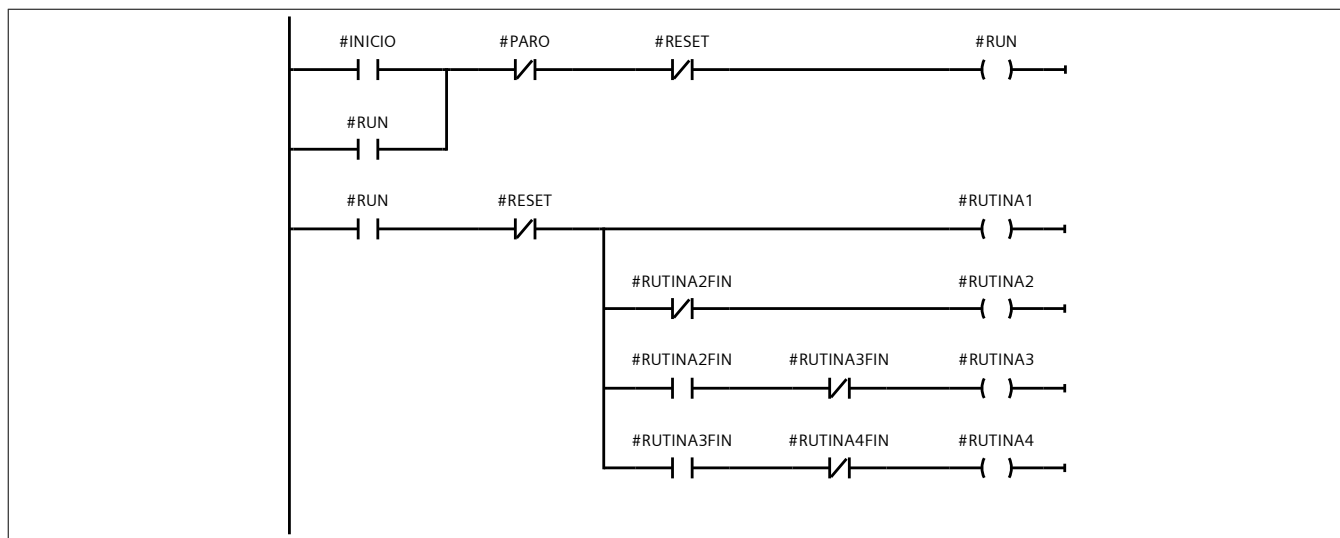 #INICIO #PARO #RESET #RUN
#RUN
#RUN #RESET #RUTINA1
#RUTINA2FIN #RUTINA2
#RUTINA2FIN #RUTINA3FIN #RUTINA3
#RUTINA3FIN #RUTINA4FIN #RUTINA4